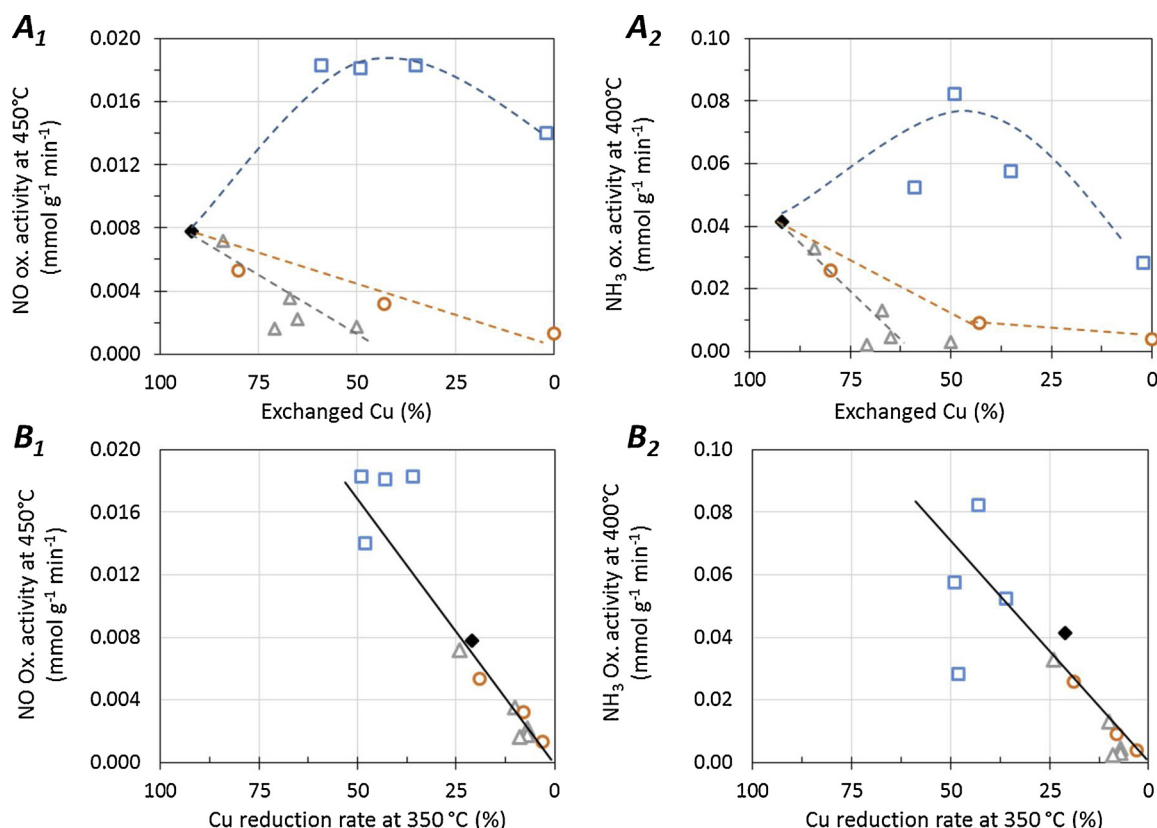 A1
NO ox. activity at 450°C
(mmol g-1 min-1)
0.020
0.016
0.012
0.008
0.004
0.000
100
75
50
25
0
Exchanged Cu (%)
A2
NH3 ox. activity at 400°C
(mmol g-1 min-1)
0.10
0.08
0.06
0.04
0.02
0.00
100
75
50
25
0
Exchanged Cu (%)
B1
NO Ox. activity at 450°C
(mmol g-1 min-1)
0.020
0.016
0.012
0.008
0.004
0.000
100
75
50
25
0
Cu reduction rate at 350 °C (%)
B2
NH3 Ox. activity at 400°C
(mmol g-1 min-1)
0.10
0.08
0.06
0.04
0.02
0.00
100
75
50
25
0
Cu reduction rate at 350 °C (%)